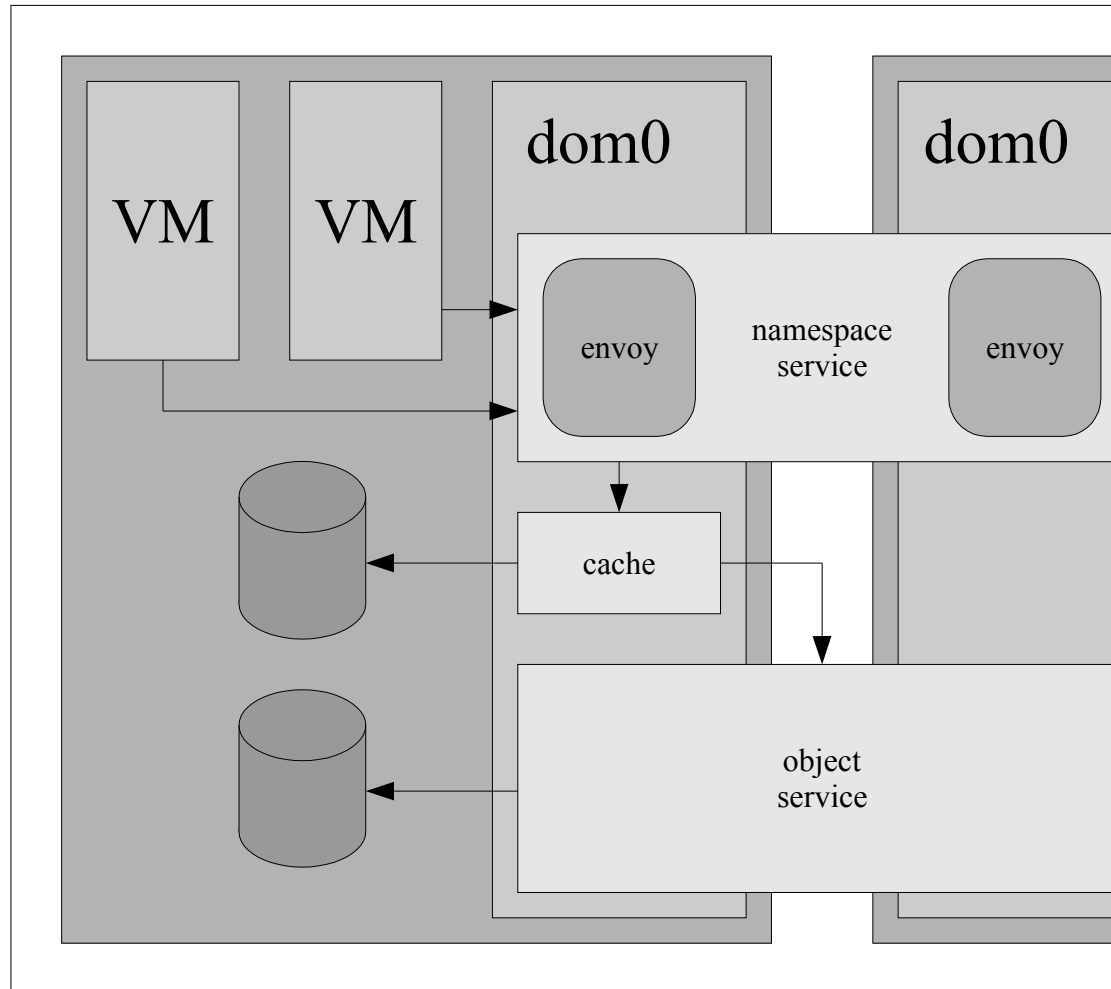 dom0
dom0
VM
VM
envoy
namespace
service
envoy
cache
object
service